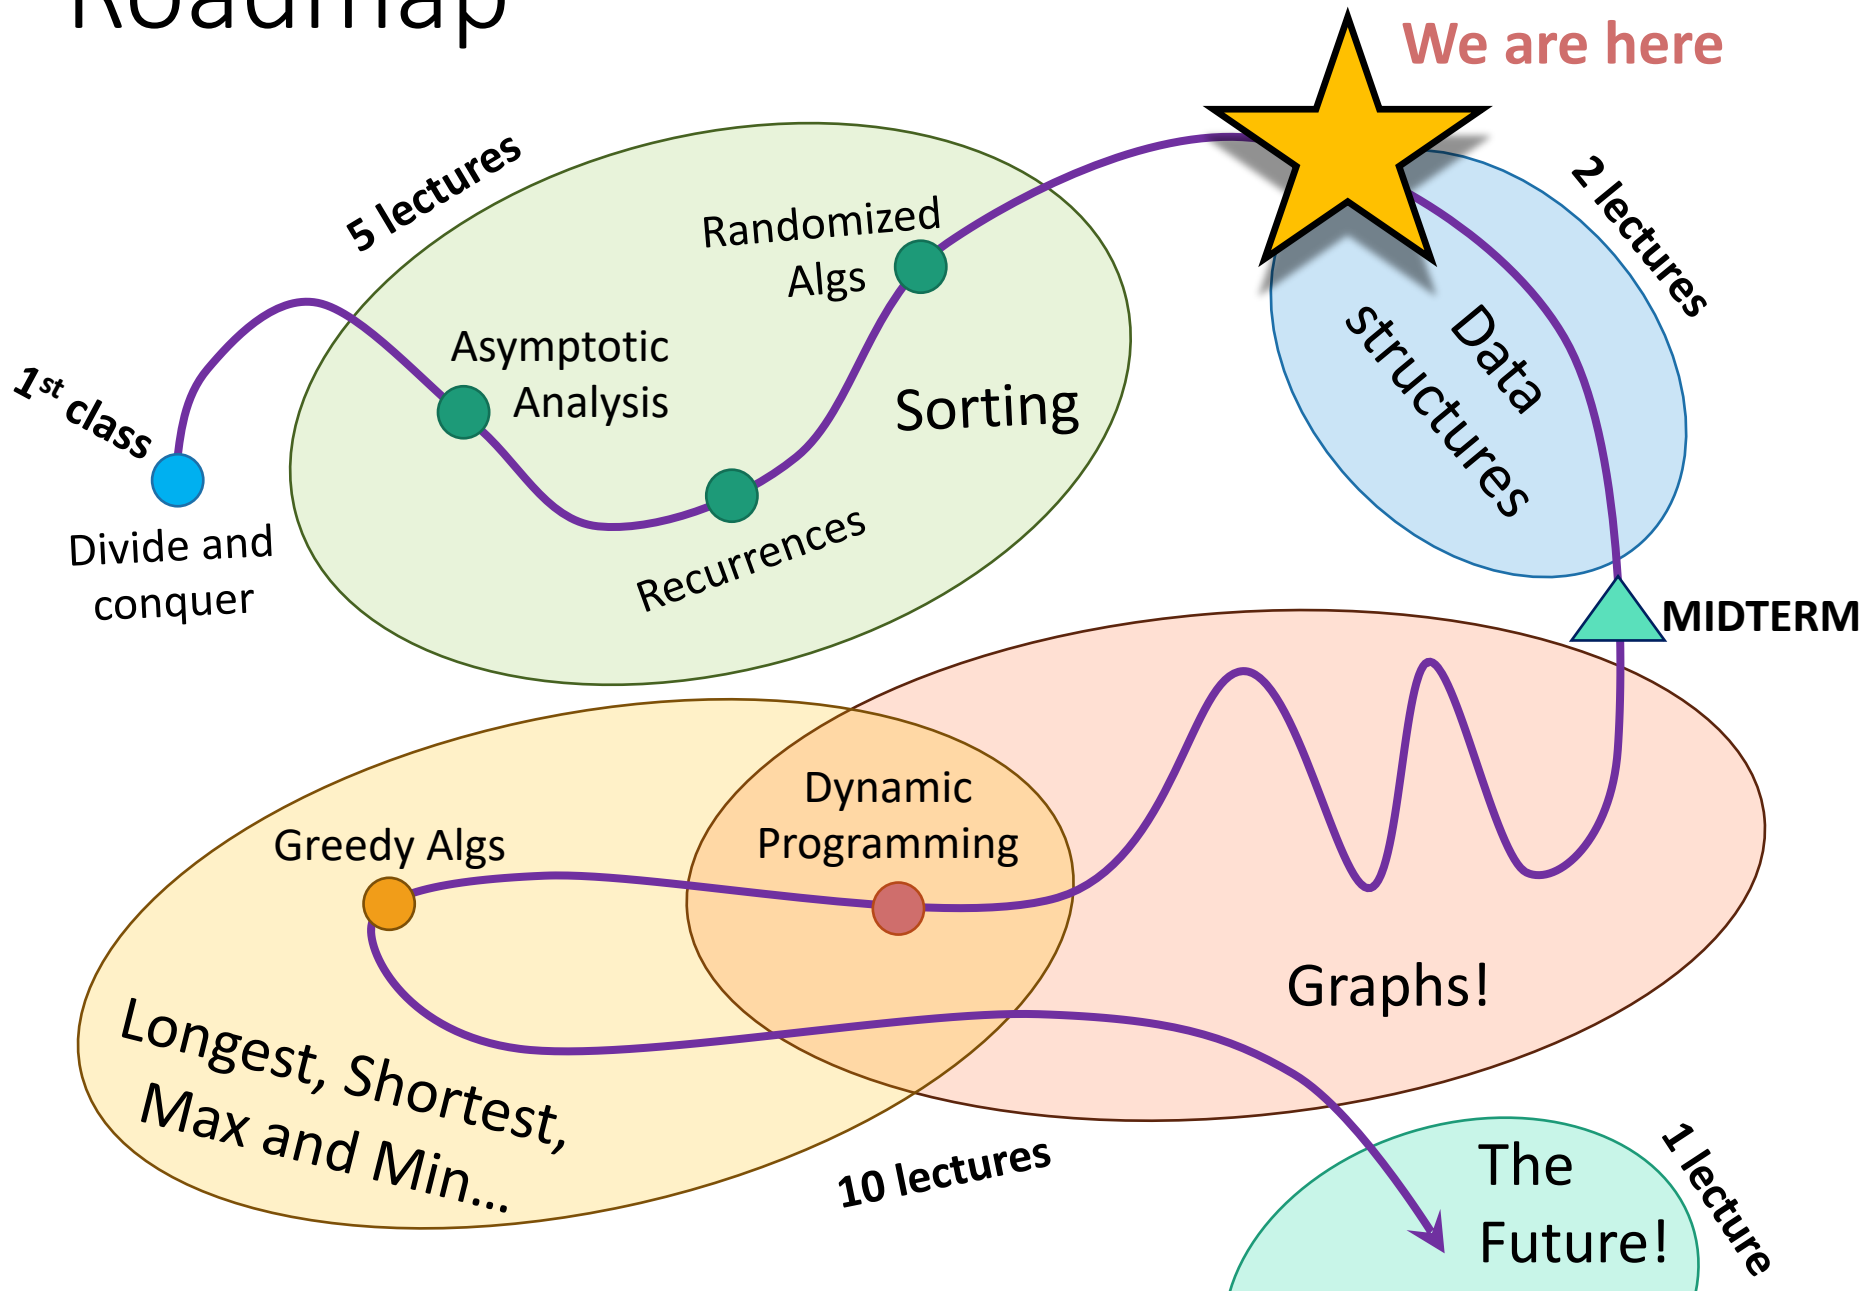 Roadmap
We are here
5 lectures
2 lectures
Randomized
Algs
Asymptotic
Analysis
Sorting
Data
structures
1st class
Divide and
conquer
Recurrences
MIDTERM
Dynamic
Programming
Greedy Algs
Graphs!
Longest, Shortest,
Max and Min...
10 lectures
1 lecture
The
Future!